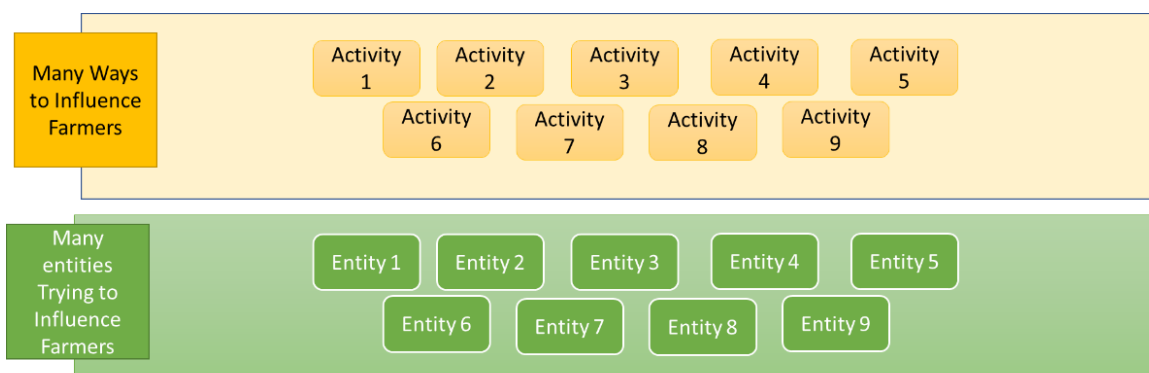 Many Ways
to Influence
Farmers
Activity
1
Activity
2
Activity
3
Activity
4
Activity
5
Activity
6
Activity
7
Activity
8
Activity
9
Many
entities
Trying to
Influence
Farmers
Entity 1
Entity 2
Entity 3
Entity 4
Entity 5
Entity 6
Entity 7
Entity 8
Entity 9